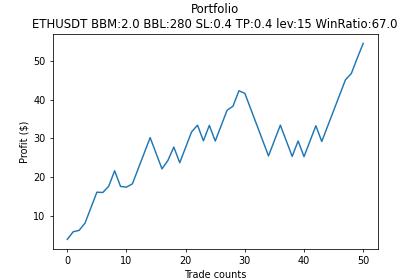 Portfolio
ETHUSDT BBM:2.0 BBL:280 SL:0.4 TP:0.4 lev:15 WinRatio:67.0
Profit ($)
50
40
30
20
10
0 10 20 30 40 50
Trade counts